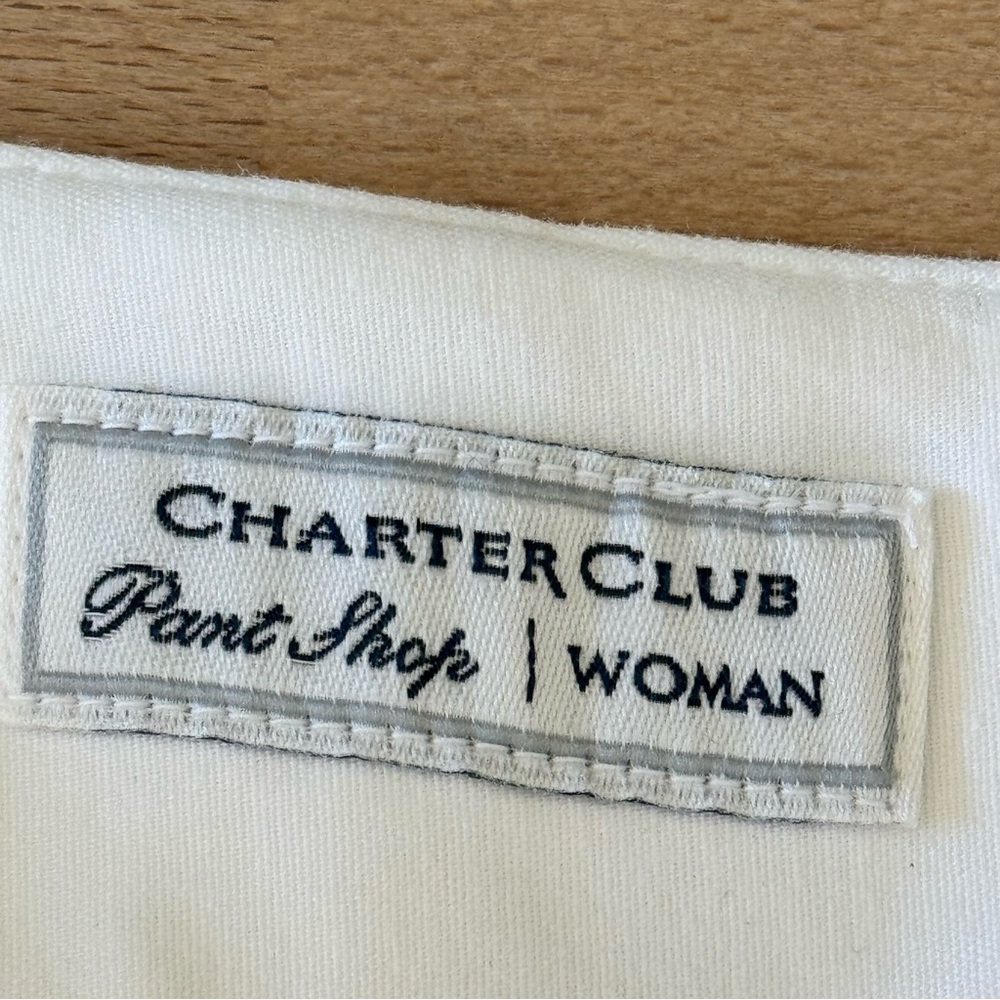 CHARTER CLUB
Pant Shop | WOMAN